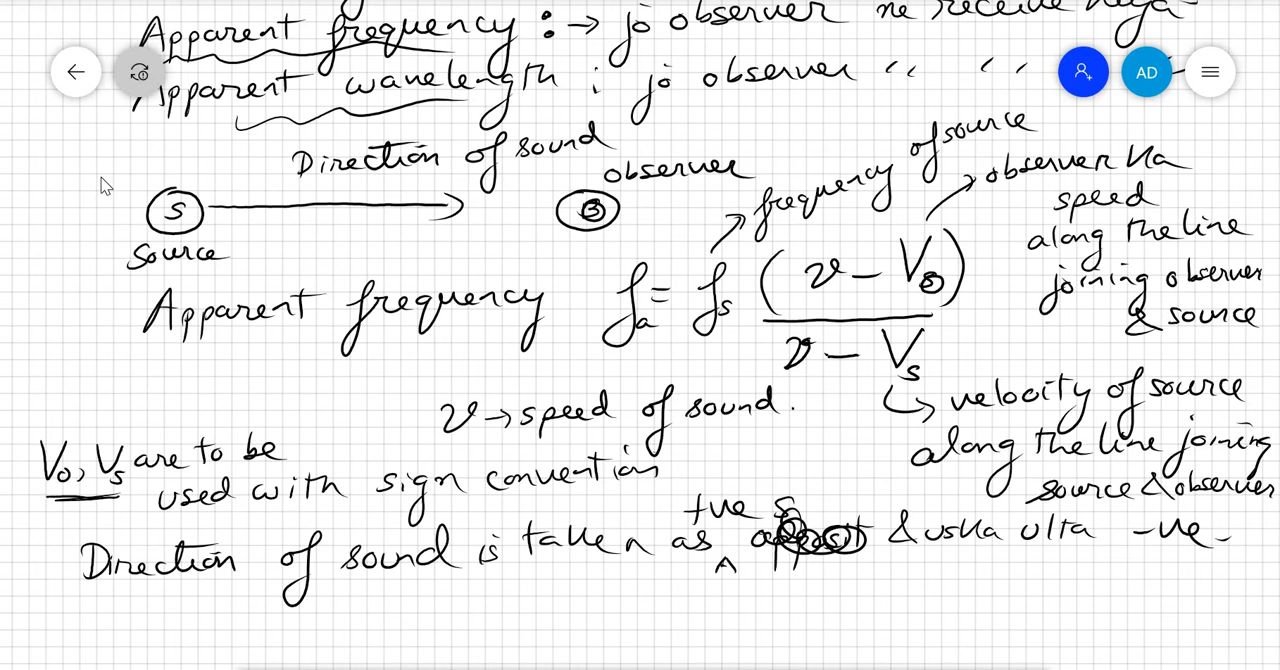 Apparent frequency : → jo observer ne receive kiya
Apparent wavelength ; jo observer " " "
AD
Direction of sound
observer
frequency of source
observer ka
speed
along the line
joining observer
& source
S
Source
Apparent frequency fa = fs (v - Vo) / v - Vs
v → speed of sound.
velocity of source
along the line joining
source & observer
Vo, Vs are to be
used with sign convention
Direction of sound is taken as +ve & uska ulta -ve